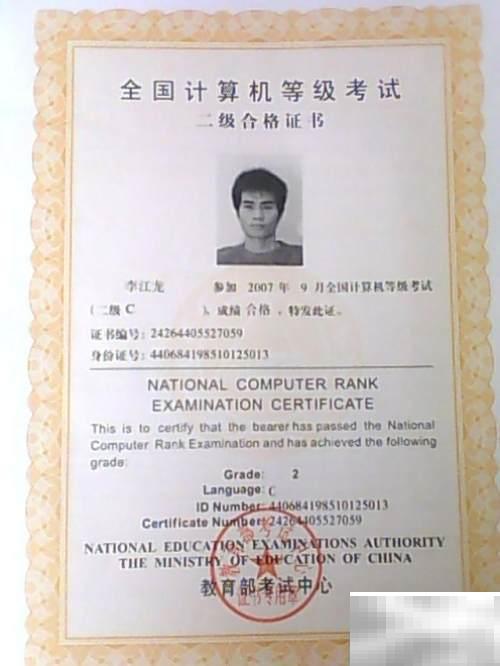 全国计算机等级考试
二级合格证书
李江龙 参加 2007 年 9 月全国计算机等级考试
(二级 C ), 成绩 合格 , 特发此证。
证书编号: 24264405527059
身份证号: 440684198510125013
NATIONAL COMPUTER RANK
EXAMINATION CERTIFICATE
This is to certify that the bearer has passed the National
Computer Rank Examination and has achieved the following
grade:
Grade: 2
Language: C
ID Number: 440684198510125013
Certificate Number: 24264405527059
NATIONAL EDUCATION EXAMINATIONS AUTHORITY
THE MINISTRY OF EDUCATION OF CHINA
教育部考试中心
证书专用章